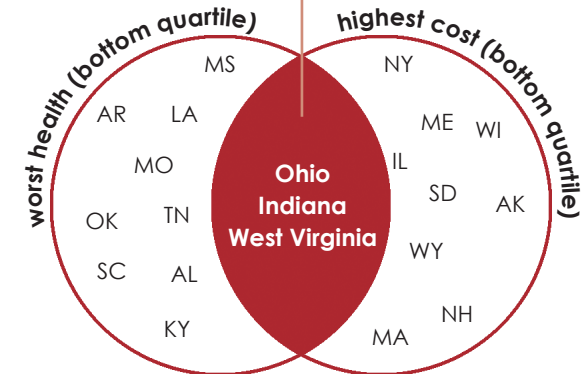 worst health (bottom quartile)
highest cost (bottom quartile)
MS
AR
LA
MO
OK
TN
SC
AL
KY
Ohio
Indiana
West Virginia
NY
ME
WI
IL
SD
AK
WY
NH
MA